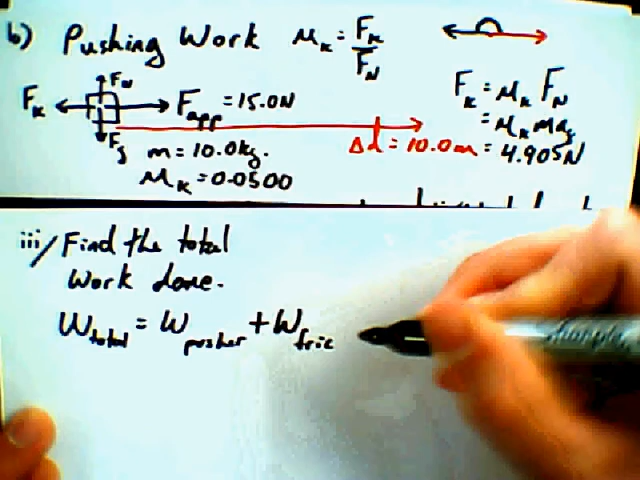 b) Pushing Work μk = Fk/FN
FN
Fk Fapp = 15.0N
Fg
m = 10.0kg
μk = 0.0500
Δd = 10.0m
Fk = μk FN
= μk mg
= 4.905N
iii/ Find the total
work done.
Wtotal = Wpusher + Wfric